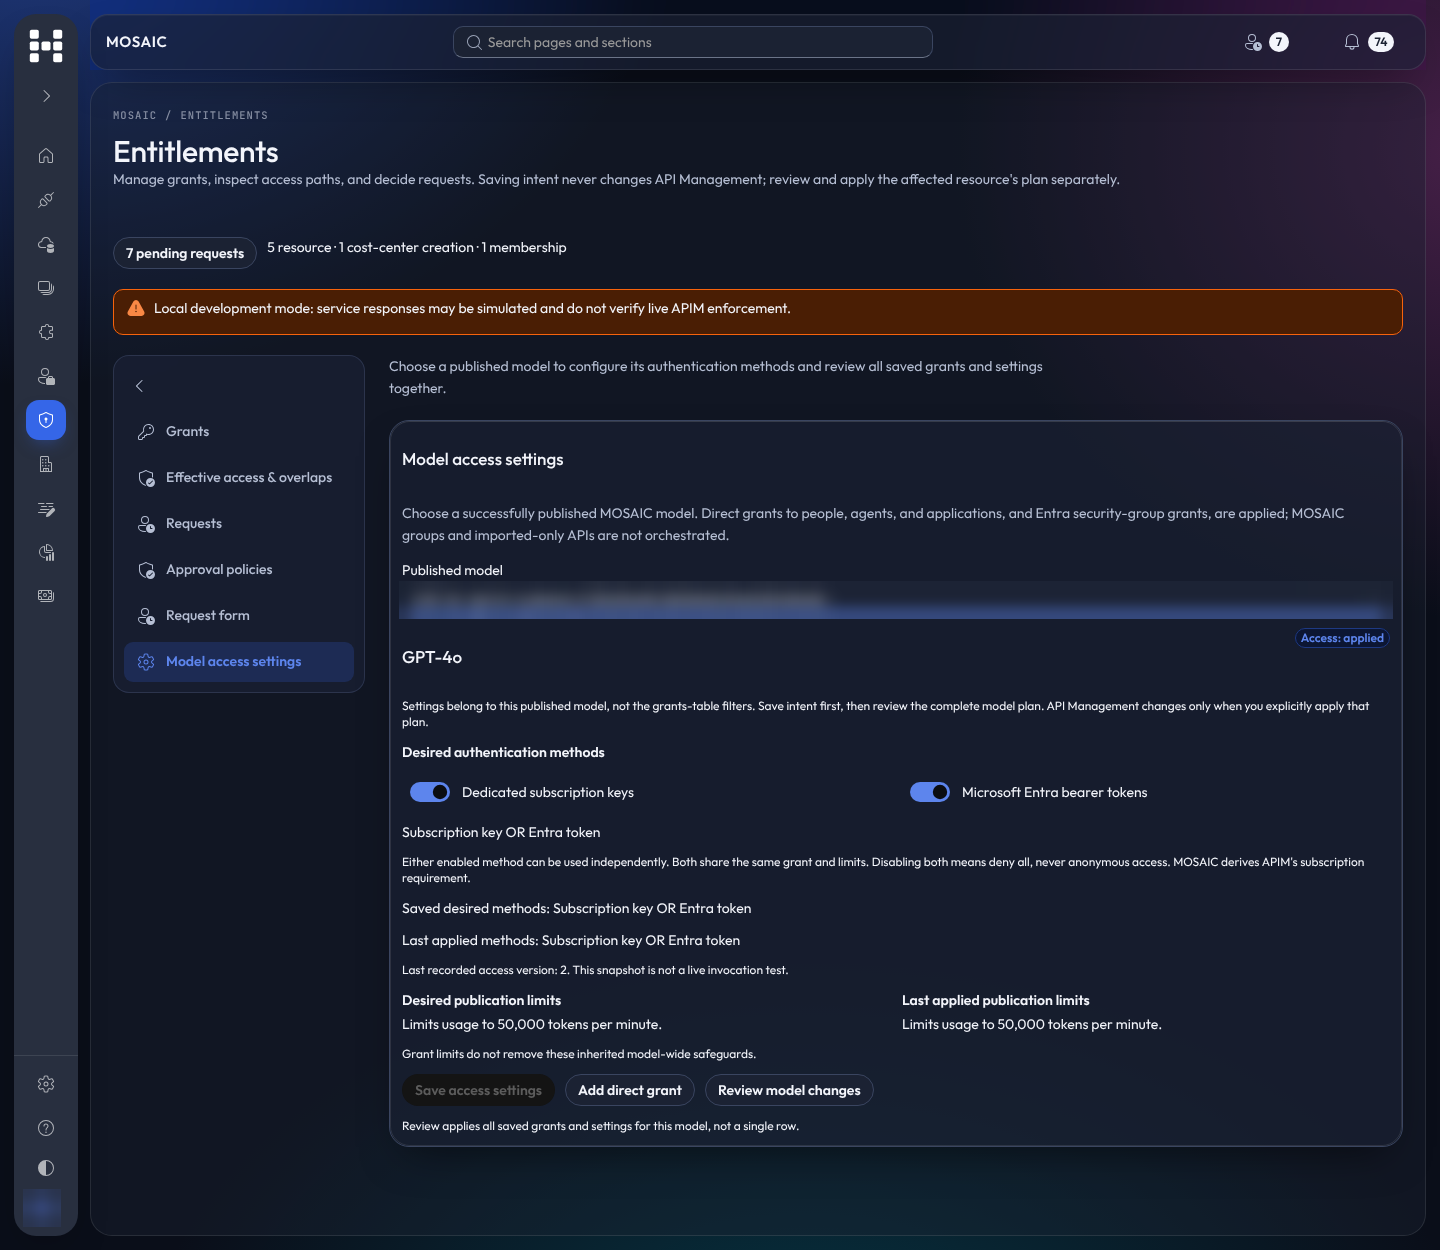 MOSAIC
Search pages and sections
7
74
MOSAIC / ENTITLEMENTS
Entitlements
Manage grants, inspect access paths, and decide requests. Saving intent never changes API Management; review and apply the affected resource's plan separately.
7 pending requests
5 resource · 1 cost-center creation · 1 membership
Local development mode: service responses may be simulated and do not verify live APIM enforcement.
Grants
Effective access & overlaps
Requests
Approval policies
Request form
Model access settings
Choose a published model to configure its authentication methods and review all saved grants and settings
together.
Model access settings
Choose a successfully published MOSAIC model. Direct grants to people, agents, and applications, and Entra security-group grants, are applied; MOSAIC
groups and imported-only APIs are not orchestrated.
Published model
Access: applied
GPT-4o
Settings belong to this published model, not the grants-table filters. Save intent first, then review the complete model plan. API Management changes only when you explicitly apply that
plan.
Desired authentication methods
Dedicated subscription keys
Microsoft Entra bearer tokens
Subscription key OR Entra token
Either enabled method can be used independently. Both share the same grant and limits. Disabling both means deny all, never anonymous access. MOSAIC derives APIM's subscription
requirement.
Saved desired methods: Subscription key OR Entra token
Last applied methods: Subscription key OR Entra token
Last recorded access version: 2. This snapshot is not a live invocation test.
Desired publication limits
Last applied publication limits
Limits usage to 50,000 tokens per minute.
Limits usage to 50,000 tokens per minute.
Grant limits do not remove these inherited model-wide safeguards.
Save access settings
Add direct grant
Review model changes
Review applies all saved grants and settings for this model, not a single row.